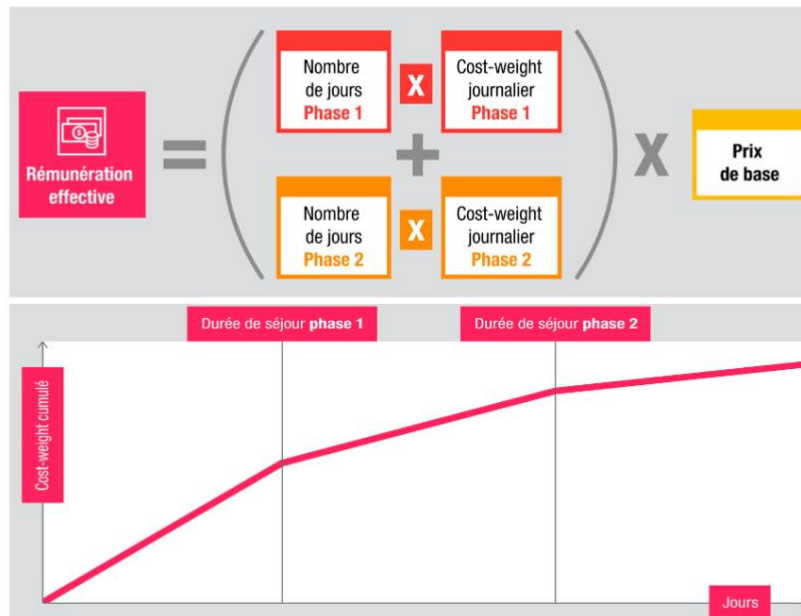 Rémunération
effective
=
(
Nombre
de jours
Phase 1
X
Cost-weight
journalier
Phase 1
+
Nombre
de jours
Phase 2
X
Cost-weight
journalier
Phase 2
)
X
Prix
de base
Durée de séjour phase 1
Durée de séjour phase 2
Cost-weight cumulé
Jours